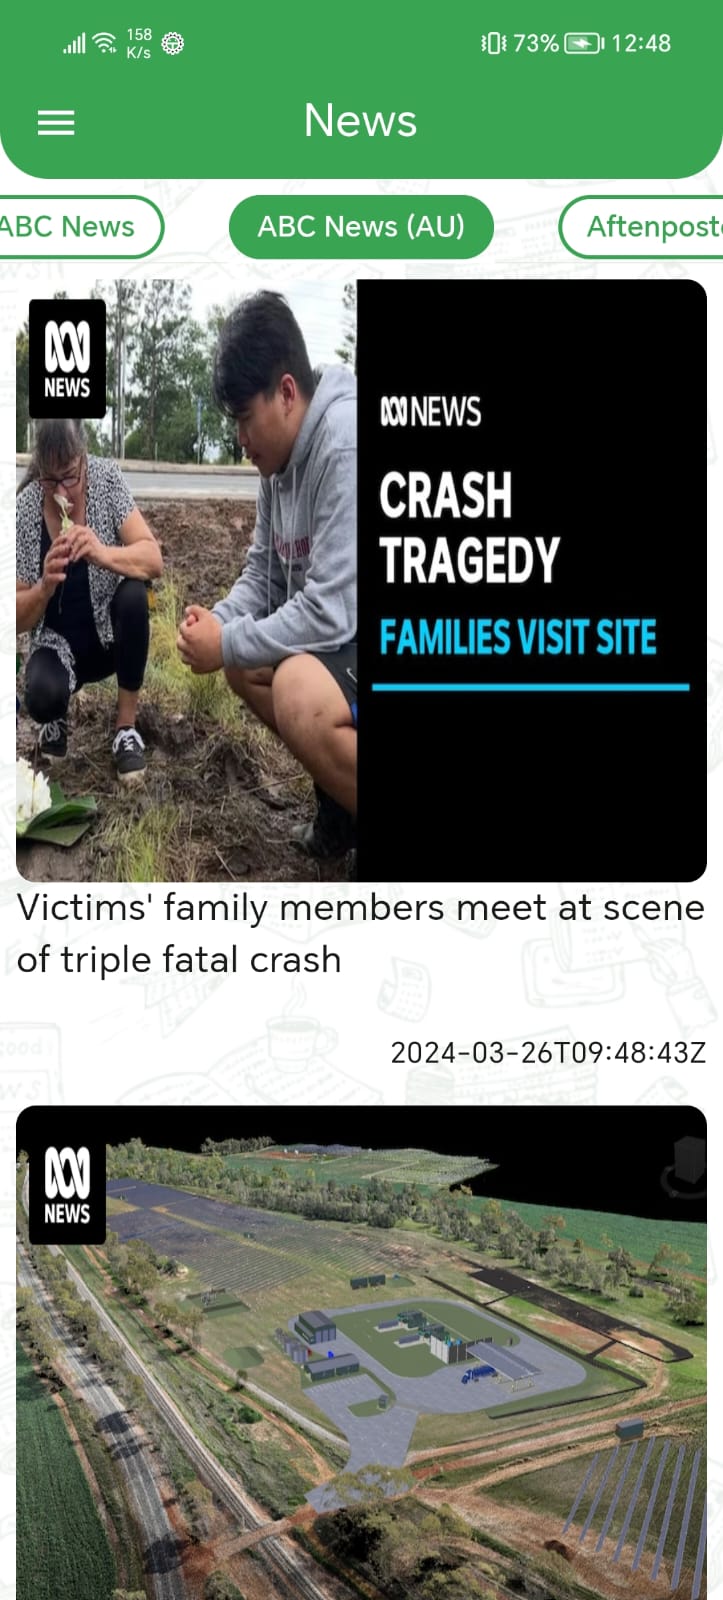 158
K/s
73%
12:48
News
ABC News
ABC News (AU)
Aftenpost
NEWS
NEWS
CRASH
TRAGEDY
FAMILIES VISIT SITE
Victims' family members meet at scene
of triple fatal crash
2024-03-26T09:48:43Z
NEWS